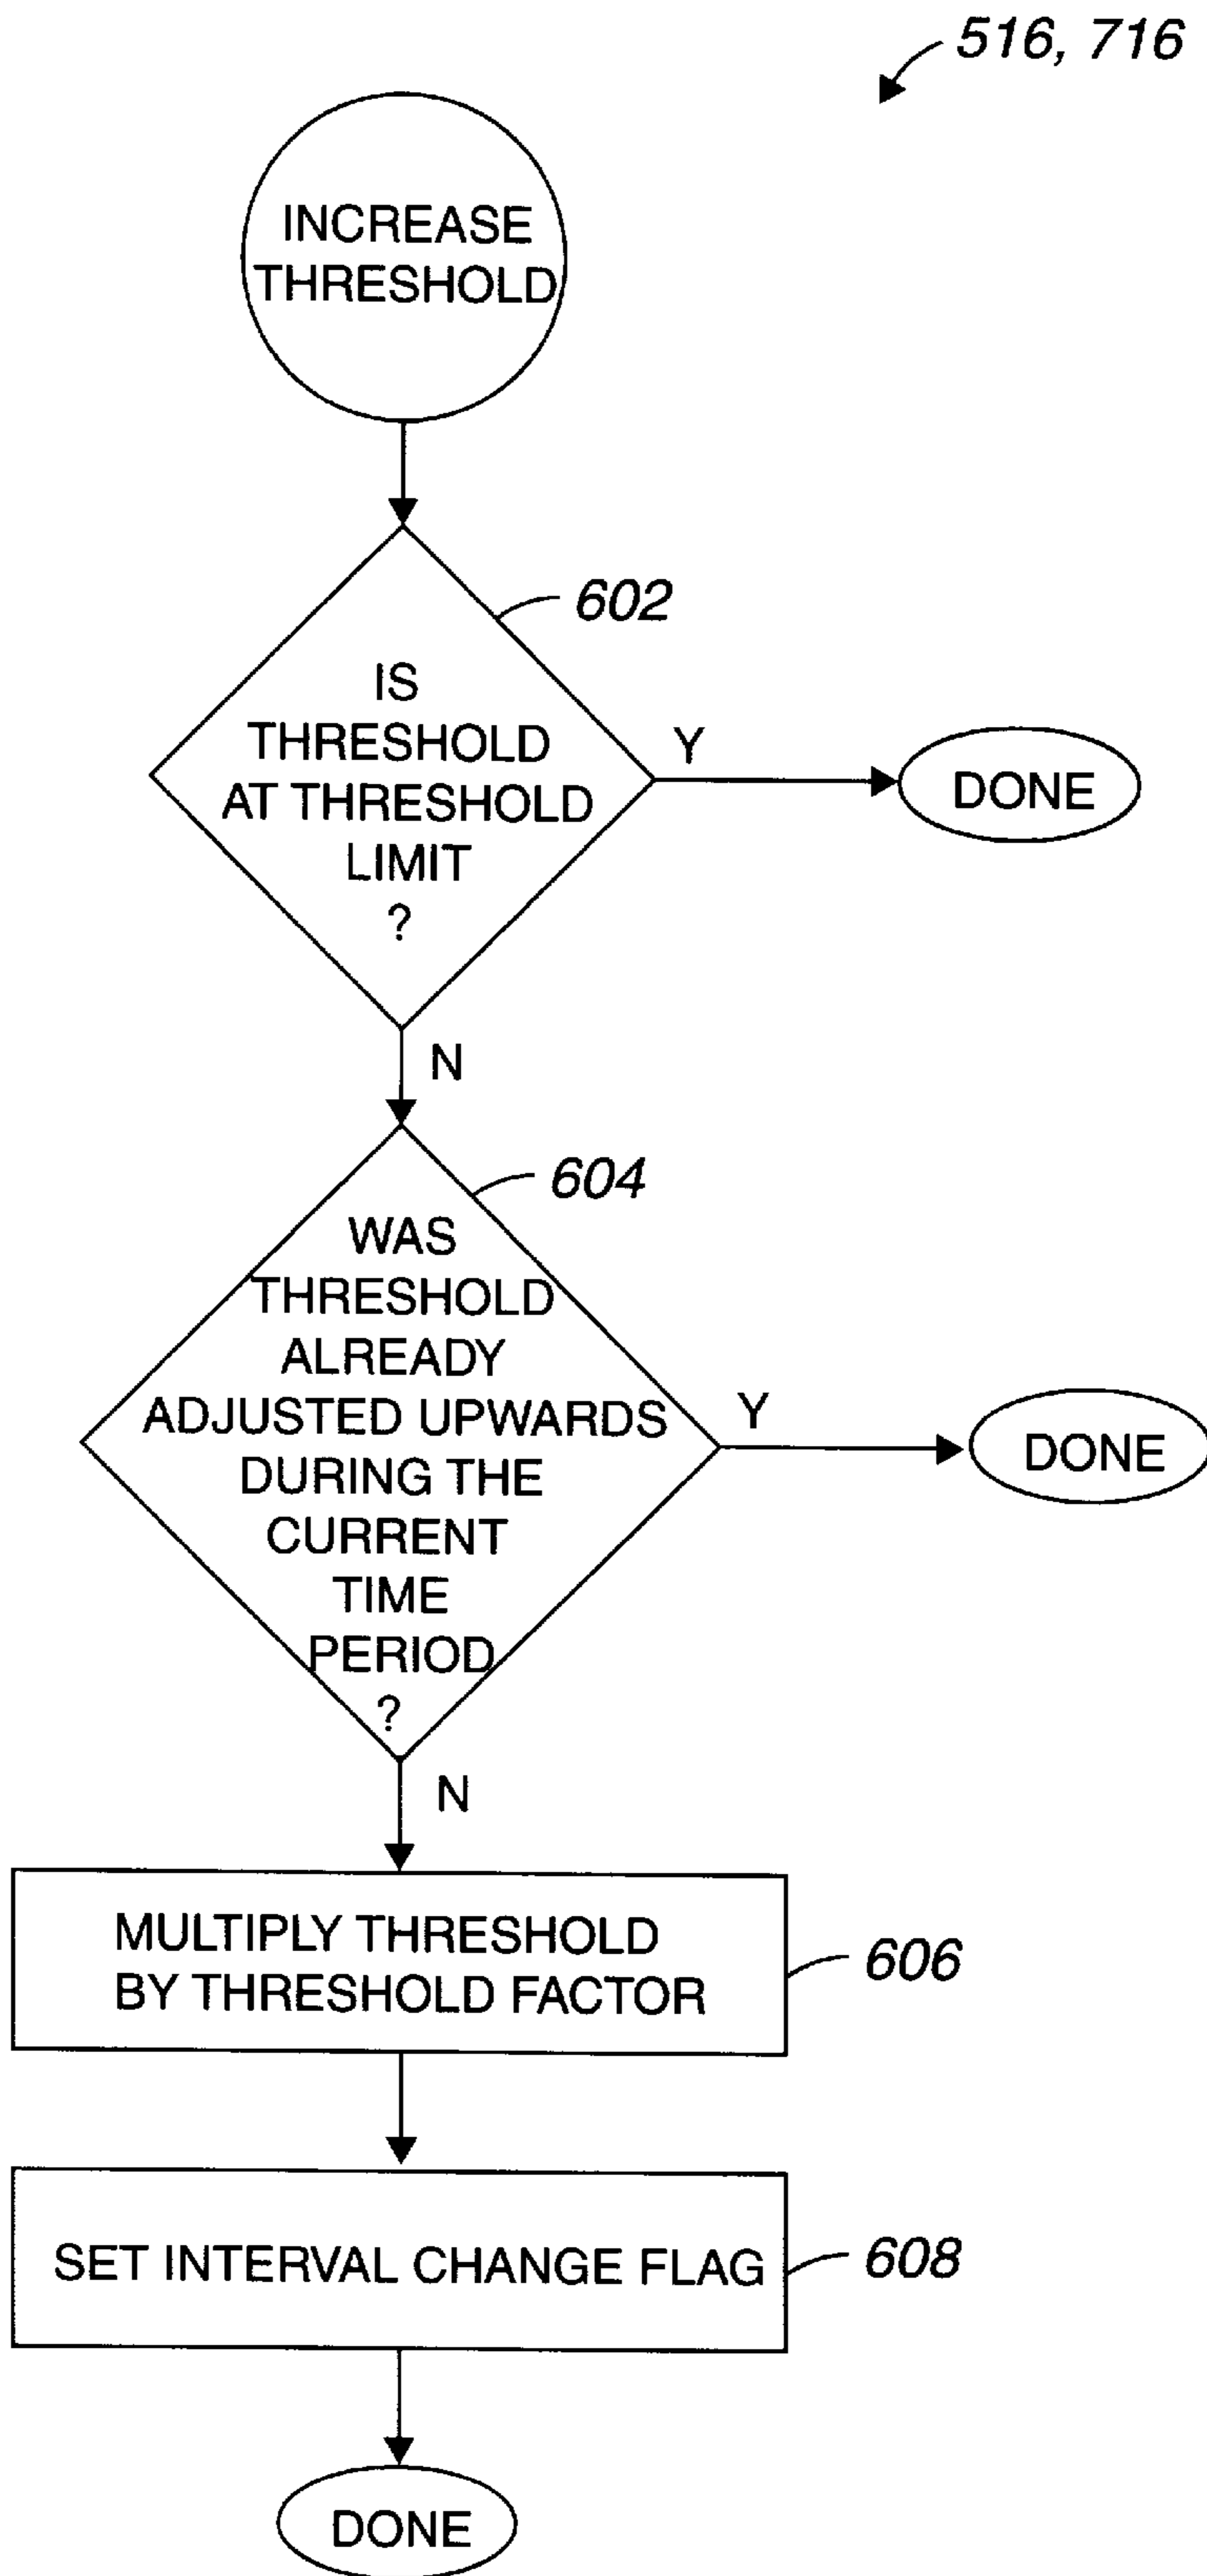 516, 716
INCREASE
THRESHOLD
602
IS
THRESHOLD
AT THRESHOLD
LIMIT
?
Y
DONE
N
604
WAS
THRESHOLD
ALREADY
ADJUSTED UPWARDS
DURING THE
CURRENT
TIME
PERIOD
?
Y
DONE
N
MULTIPLY THRESHOLD
BY THRESHOLD FACTOR
606
SET INTERVAL CHANGE FLAG
608
DONE